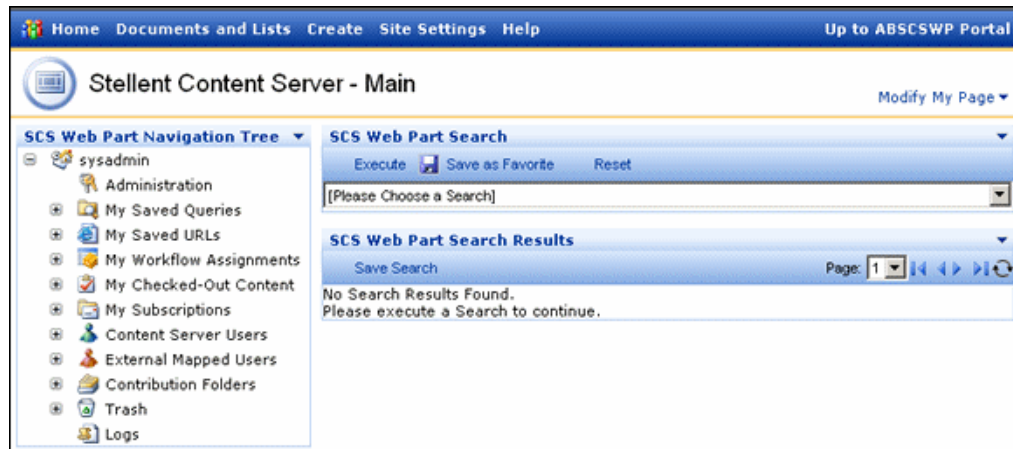 Home Documents and Lists Create Site Settings Help Up to ABSCSWP Portal
Stellent Content Server - Main
Modify My Page
SCS Web Part Navigation Tree
sysadmin
Administration
My Saved Queries
My Saved URLs
My Workflow Assignments
My Checked-Out Content
My Subscriptions
Content Server Users
External Mapped Users
Contribution Folders
Trash
Logs
SCS Web Part Search
Execute Save as Favorite Reset
[Please Choose a Search]
SCS Web Part Search Results
Save Search Page: 1
No Search Results Found.
Please execute a Search to continue.